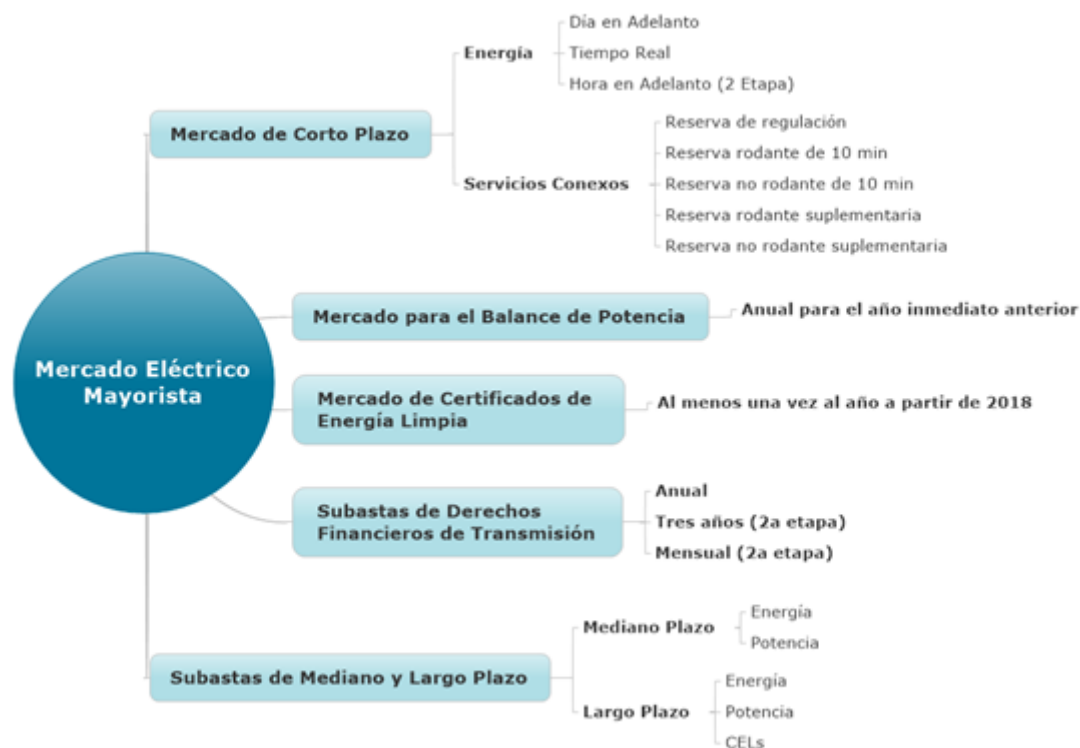 Mercado Eléctrico
Mayorista
Mercado de Corto Plazo
Energía
Día en Adelanto
Tiempo Real
Hora en Adelanto (2 Etapa)
Servicios Conexos
Reserva de regulación
Reserva rodante de 10 min
Reserva no rodante de 10 min
Reserva rodante suplementaria
Reserva no rodante suplementaria
Mercado para el Balance de Potencia
Anual para el año inmediato anterior
Mercado de Certificados de
Energía Limpia
Al menos una vez al año a partir de 2018
Subastas de Derechos
Financieros de Transmisión
Anual
Tres años (2a etapa)
Mensual (2a etapa)
Subastas de Mediano y Largo Plazo
Mediano Plazo
Energía
Potencia
Largo Plazo
Energía
Potencia
CELs